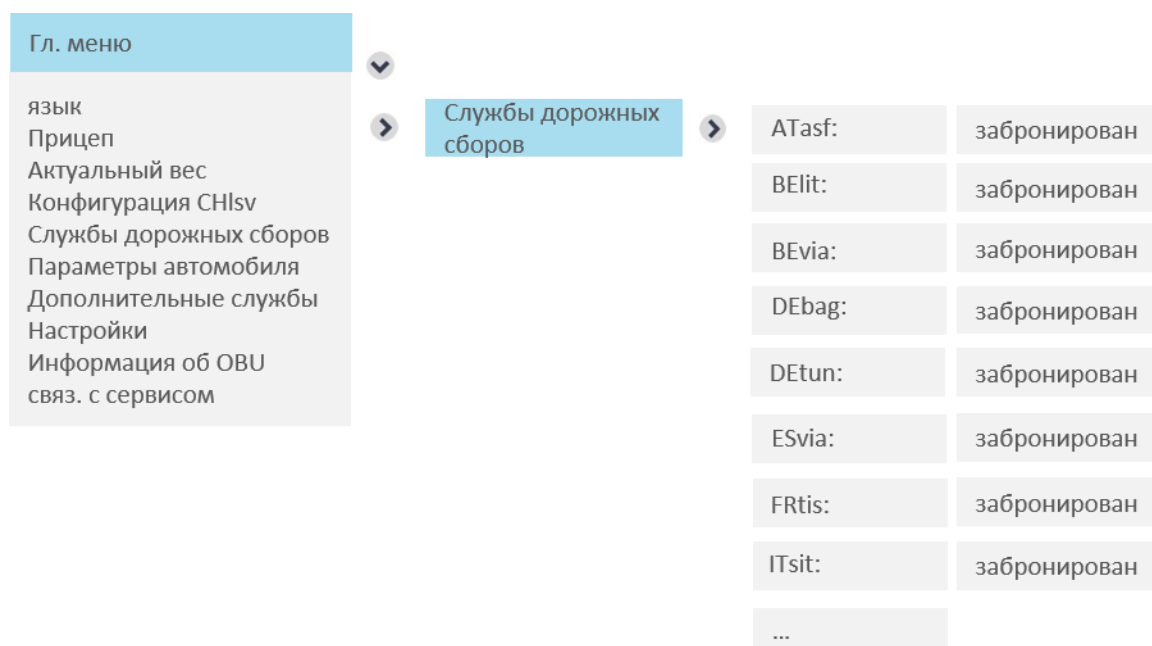 Гл. меню
язык
Прицеп
Актуальный вес
Конфигурация CHlsv
Службы дорожных сборов
Параметры автомобиля
Дополнительные службы
Настройки
Информация об OBU
связ. с сервисом
Службы дорожных
сборов
ATasf: забронирован
BElit: забронирован
BEvia: забронирован
DEbag: забронирован
DEtun: забронирован
ESvia: забронирован
FRtis: забронирован
ITsit: забронирован
...